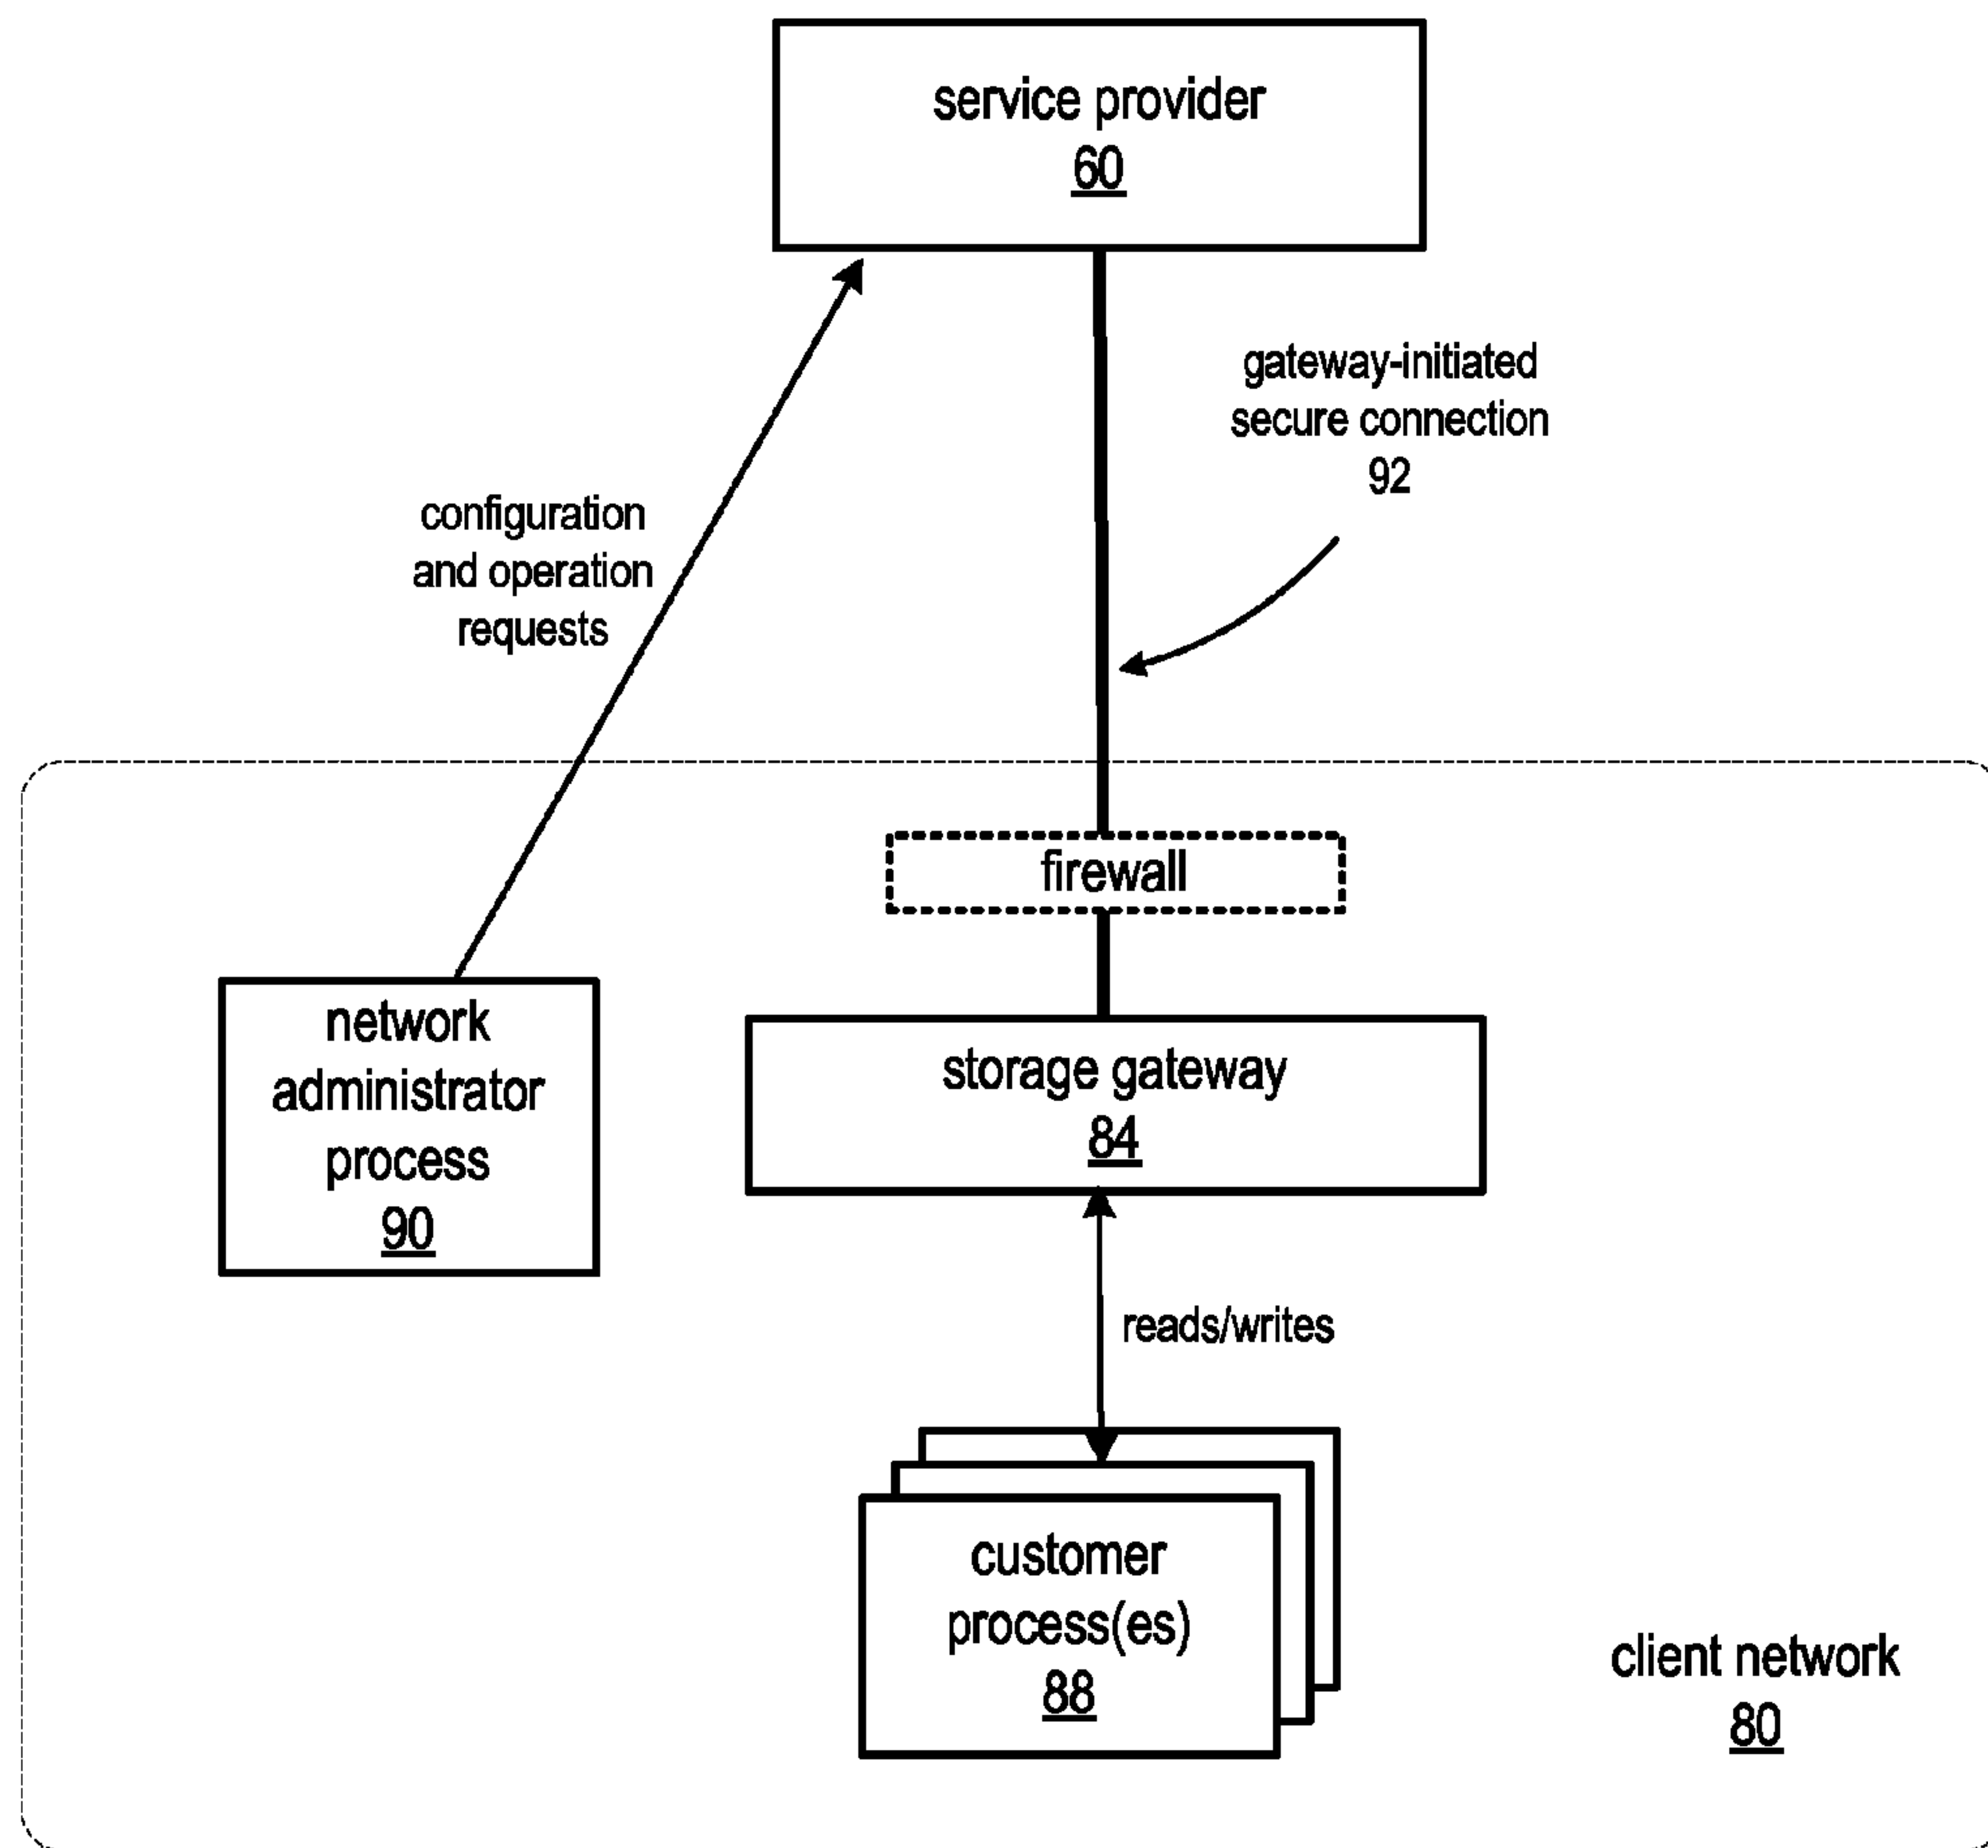 service provider
60
gateway-initiated
secure connection
92
configuration
and operation
requests
firewall
network
administrator
process
90
storage gateway
84
reads/writes
customer
process(es)
88
client network
80